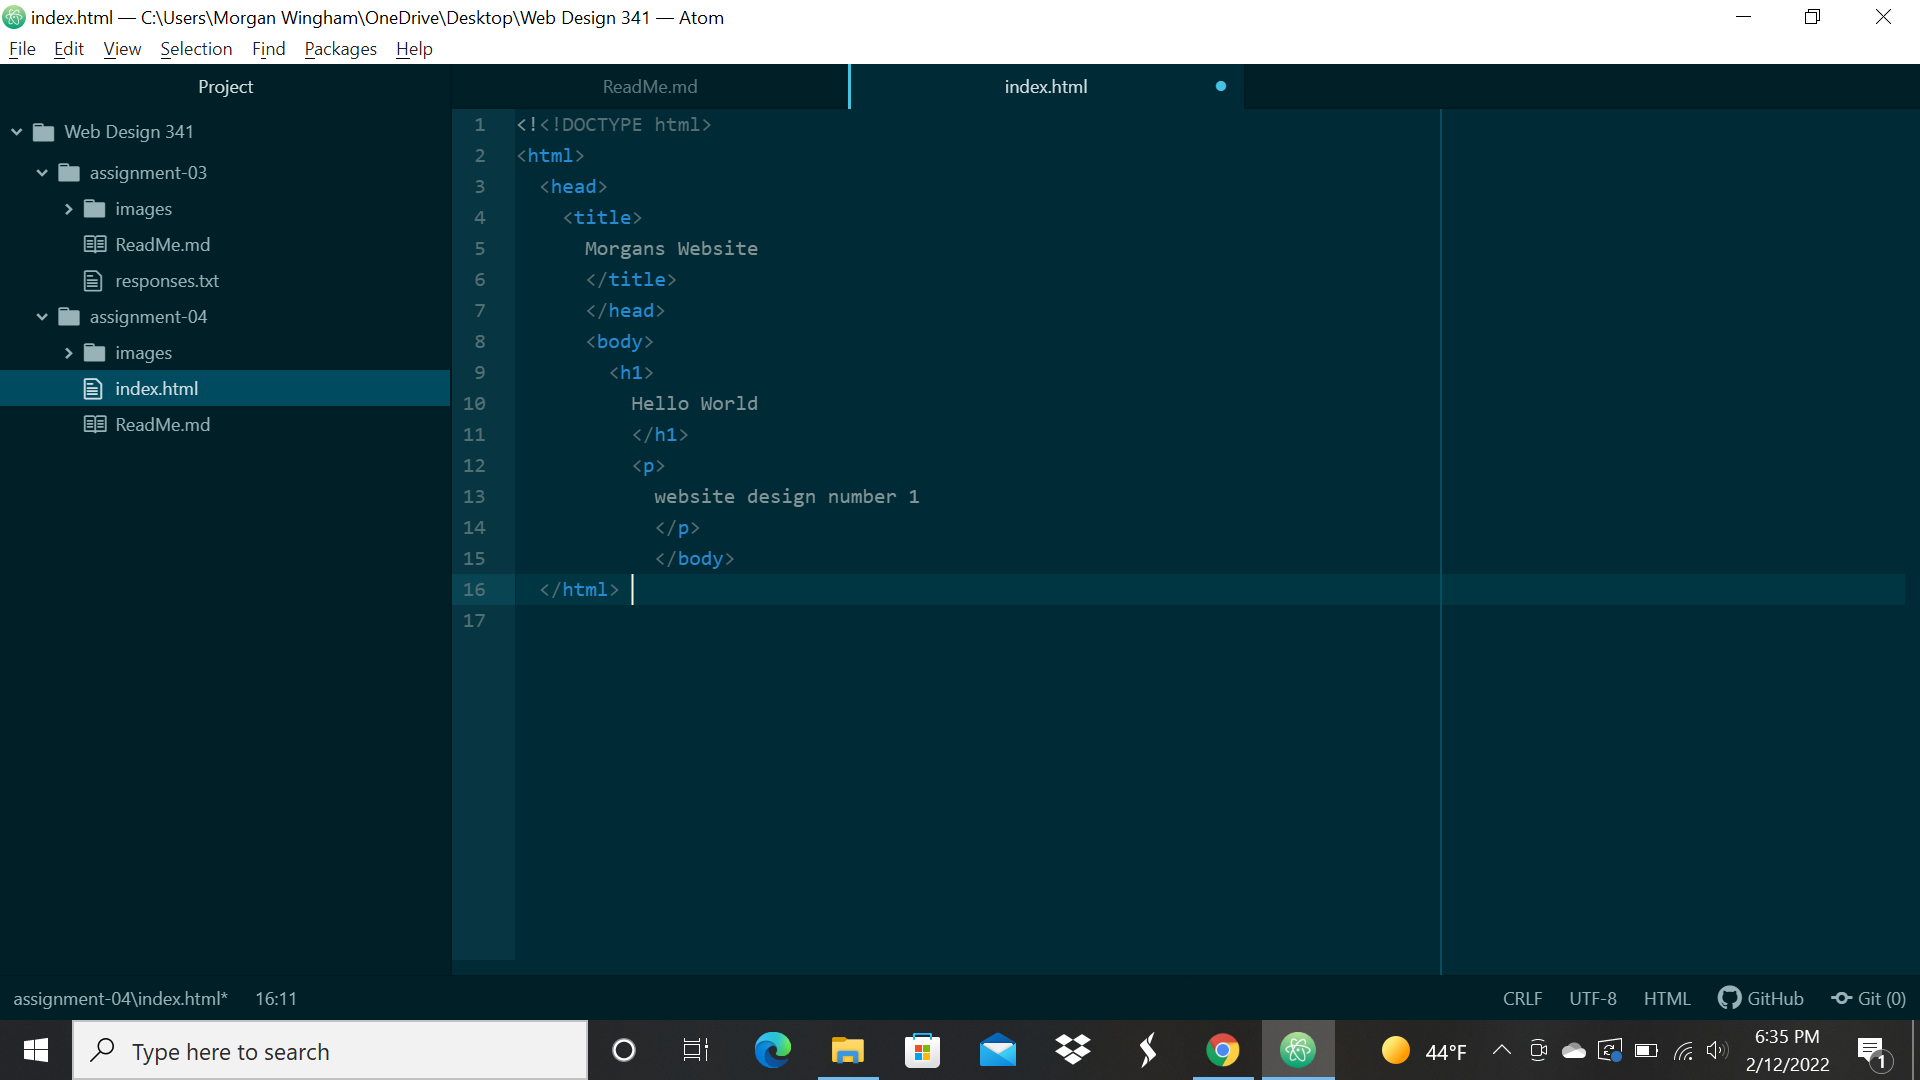 index.html — C:\Users\Morgan Wingham\OneDrive\Desktop\Web Design 341 — Atom
File Edit View Selection Find Packages Help
Project
ReadMe.md
index.html
Web Design 341
assignment-03
images
ReadMe.md
responses.txt
assignment-04
images
index.html
ReadMe.md
1 <!<!DOCTYPE html>
2 <html>
3 <head>
4 <title>
5 Morgans Website
6 </title>
7 </head>
8 <body>
9 <h1>
10 Hello World
11 </h1>
12 <p>
13 website design number 1
14 </p>
15 </body>
16 </html>
17
assignment-04\index.html* 16:11 CRLF UTF-8 HTML GitHub Git (0)
Type here to search
44°F
6:35 PM
2/12/2022
1